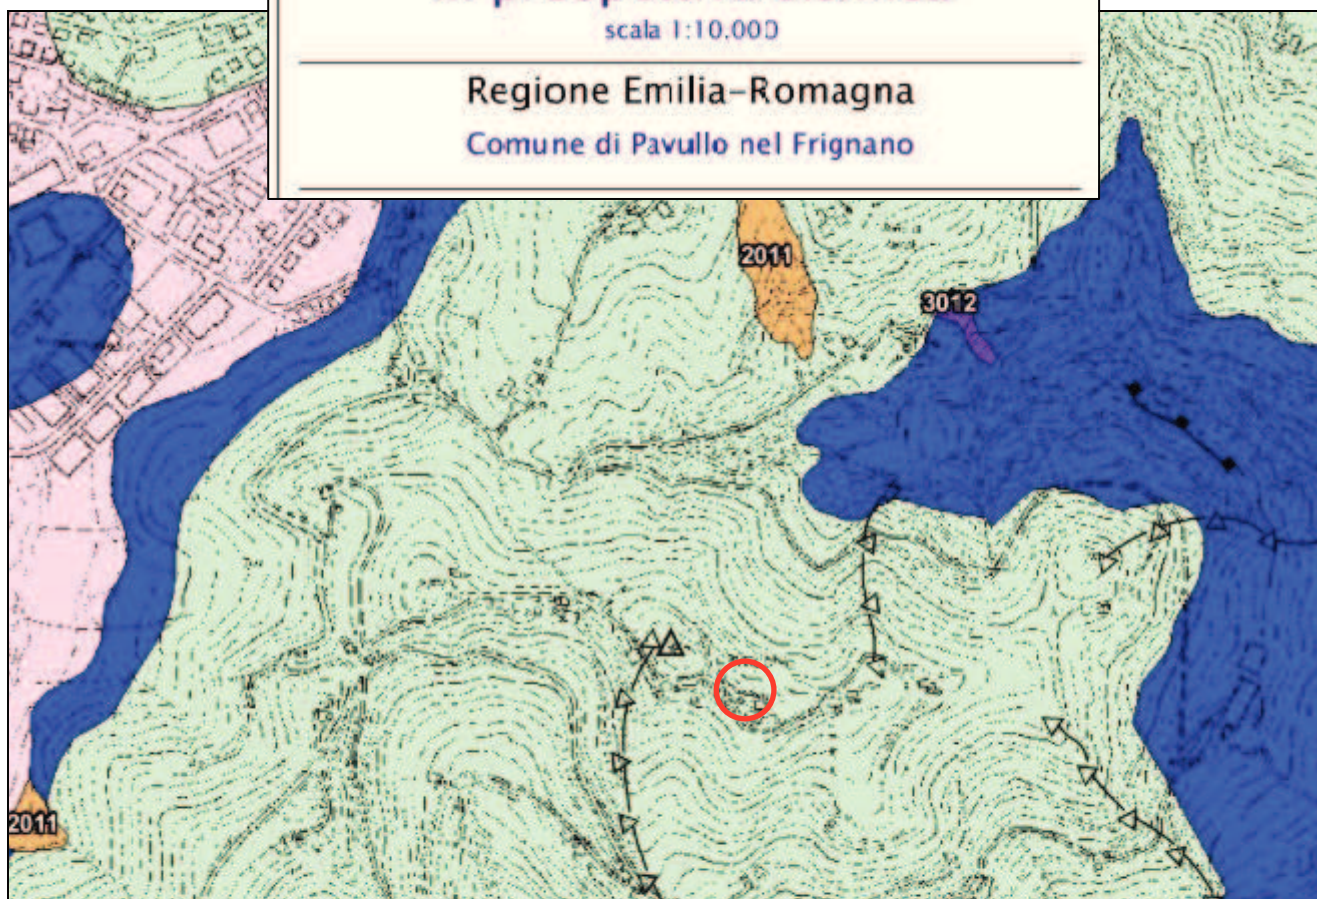 scala 1:10.000
Regione Emilia-Romagna
Comune di Pavullo nel Frignano
2011
3012
2011